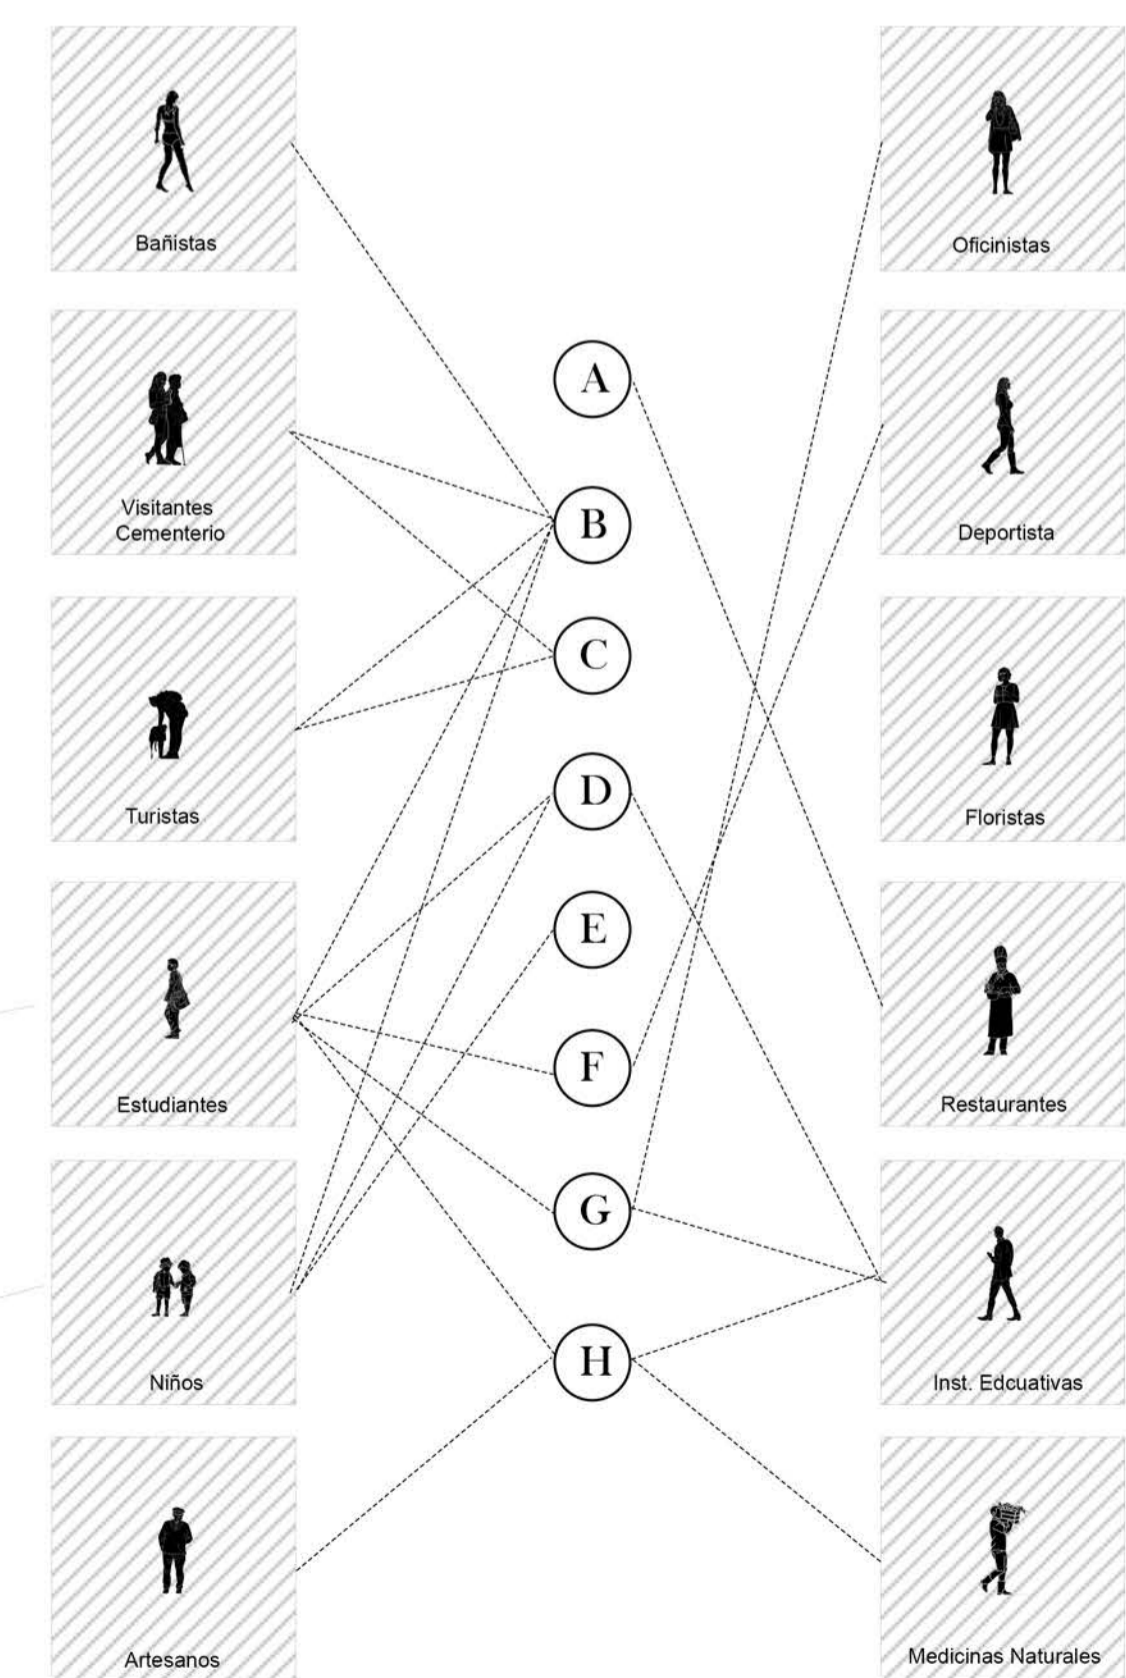 Bañistas
Visitantes
Cementerio
Turistas
Estudiantes
Niños
Artesanos
A
B
C
D
E
F
G
H
Oficinistas
Deportista
Floristas
Restaurantes
Inst. Edcuativas
Medicinas Naturales